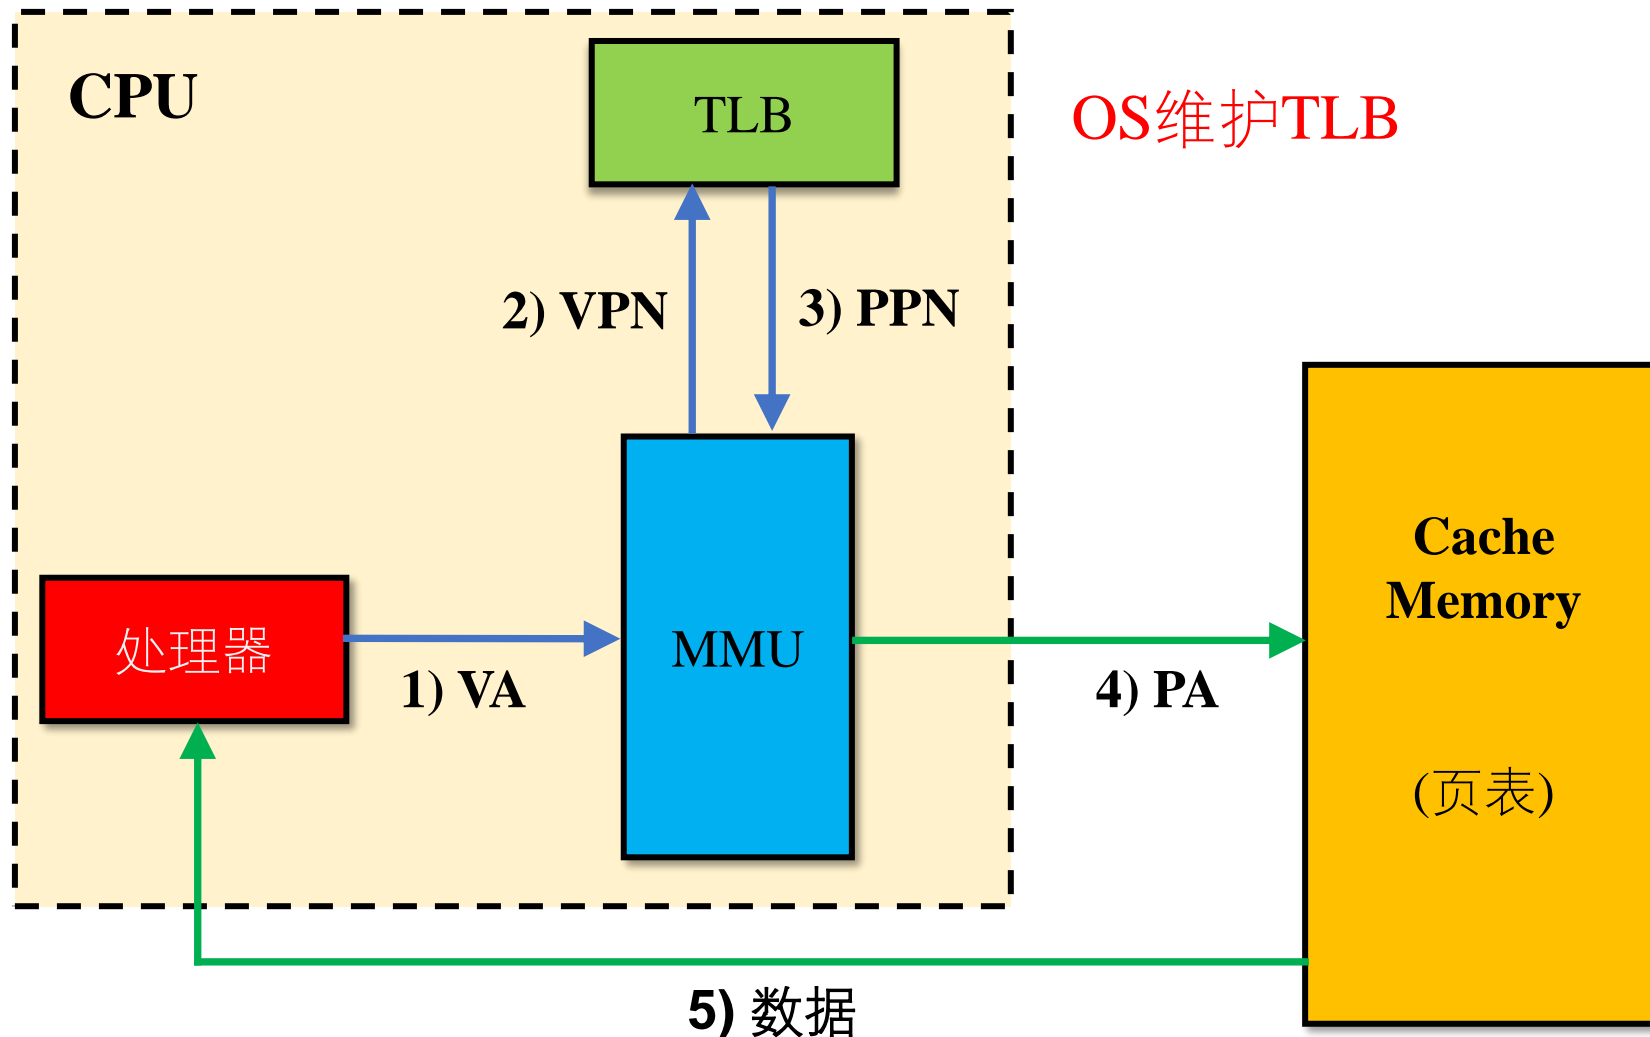 CPU
TLB
OS维护TLB
2) VPN
3) PPN
Cache
Memory
处理器
MMU
1) VA
4) PA
(页表)
5) 数据